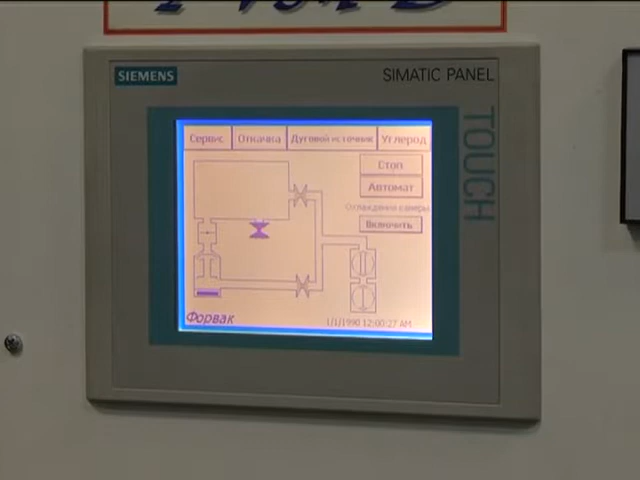 SIEMENS
SIMATIC PANEL
TOUCH
Сервис Откачка Дуговой источник Углерод
Стоп
Автомат
Охлаждение камеры
Включить
Форвак
1/1/1990 12:00:27 AM